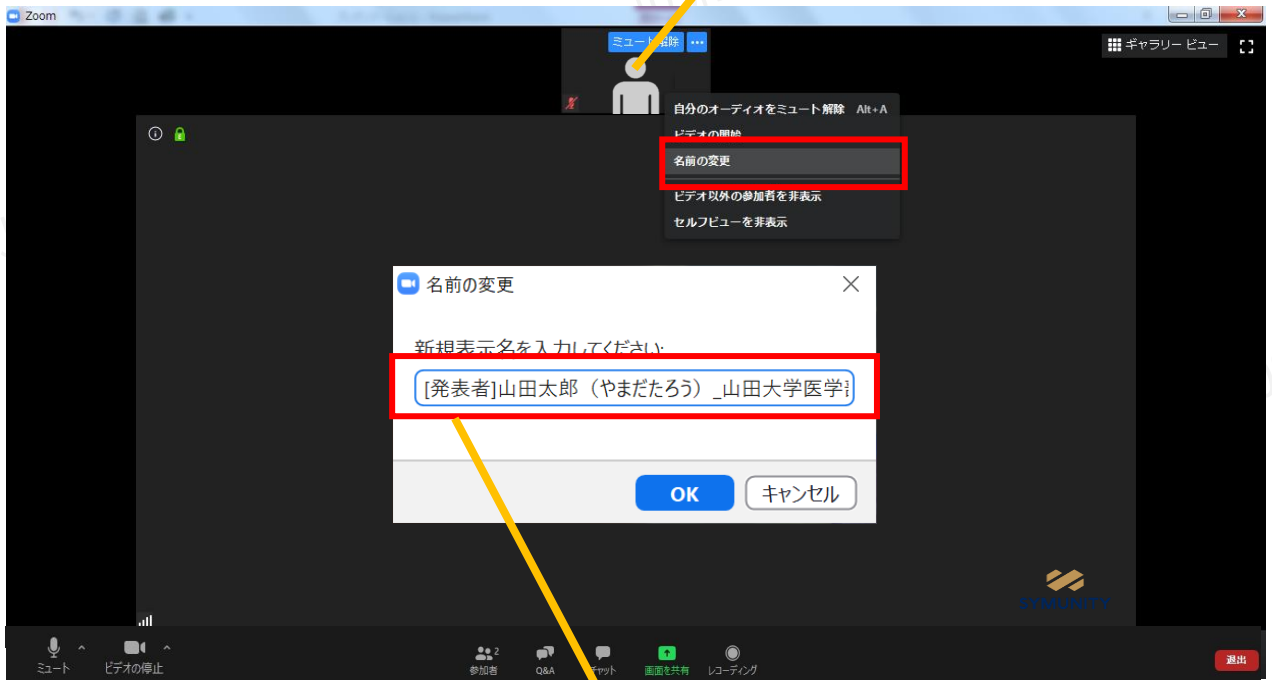 Zoom
ミュート解除 ...
ギャラリー ビュー
自分のオーディオをミュート解除 Alt+A
ビデオの開始
名前の変更
ビデオ以外の参加者を非表示
セルフビューを非表示
名前の変更
新規表示名を入力してください:
[発表者]山田太郎（やまだたろう）_山田大学医学
OK キャンセル
SYMUNITY
ミュート ビデオの停止 参加者 2 Q&A チャット 画面を共有 レコーディング 退出